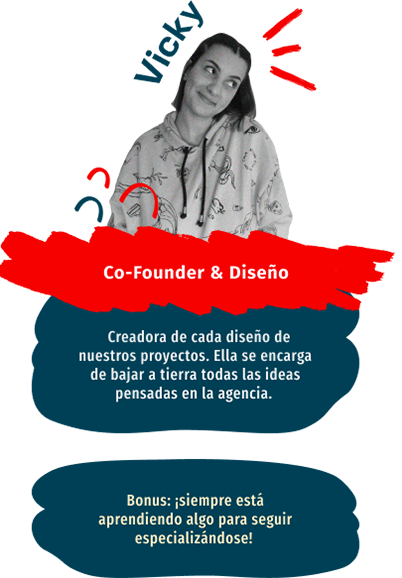 Vicky
Co-Founder & Diseño
Creadora de cada diseño de
nuestros proyectos. Ella se encarga
de bajar a tierra todas las ideas
pensadas en la agencia.
Bonus: ¡siempre está
aprendiendo algo para seguir
especializándose!